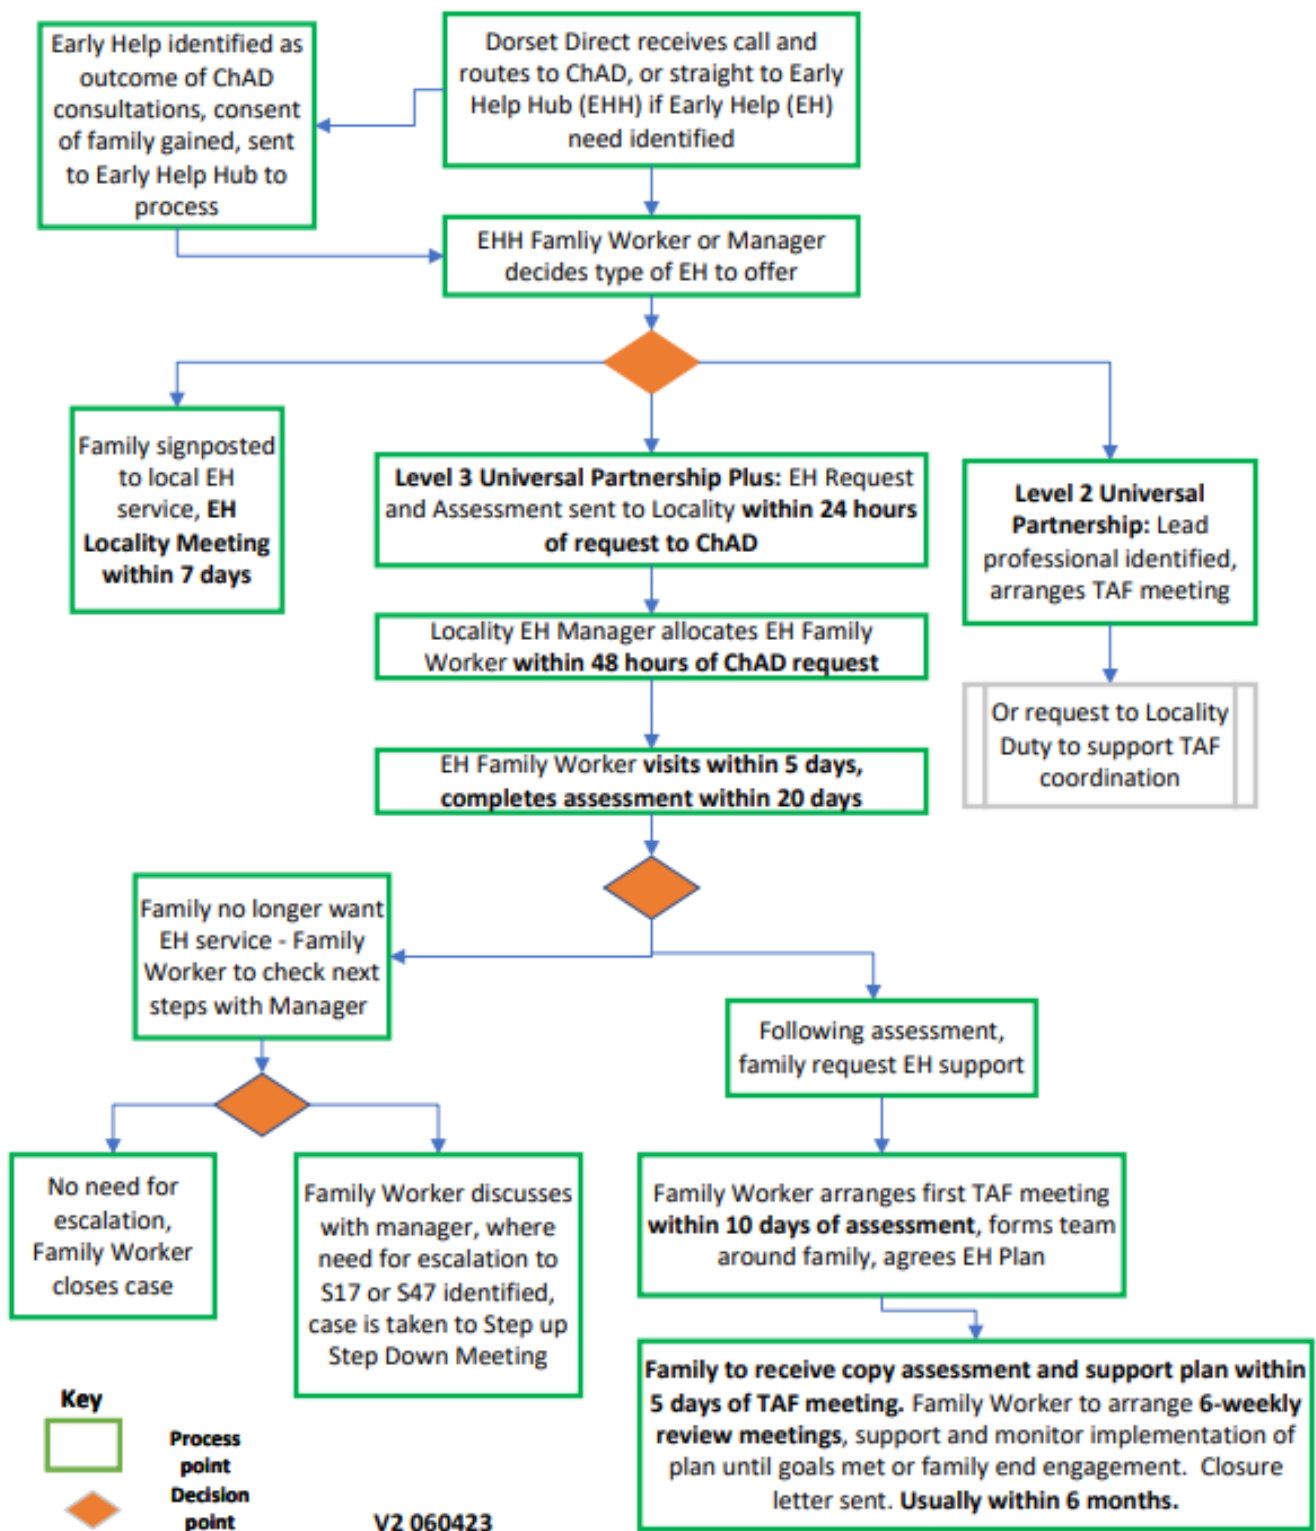 Early Help identified as
outcome of ChAD
consultations, consent
of family gained, sent
to Early Help Hub to
process
Dorset Direct receives call and
routes to ChAD, or straight to Early
Help Hub (EHH) if Early Help (EH)
need identified
EHH Famliy Worker or Manager
decides type of EH to offer
Family signposted
to local EH
service, EH
Locality Meeting
within 7 days
Level 3 Universal Partnership Plus: EH Request
and Assessment sent to Locality within 24 hours
of request to ChAD
Level 2 Universal
Partnership: Lead
professional identified,
arranges TAF meeting
Locality EH Manager allocates EH Family
Worker within 48 hours of ChAD request
Or request to Locality
Duty to support TAF
coordination
EH Family Worker visits within 5 days,
completes assessment within 20 days
Family no longer want
EH service - Family
Worker to check next
steps with Manager
Following assessment,
family request EH support
No need for
escalation,
Family Worker
closes case
Family Worker discusses
with manager, where
need for escalation to
S17 or S47 identified,
case is taken to Step up
Step Down Meeting
Family Worker arranges first TAF meeting
within 10 days of assessment, forms team
around family, agrees EH Plan
Family to receive copy assessment and support plan within
5 days of TAF meeting. Family Worker to arrange 6-weekly
review meetings, support and monitor implementation of
plan until goals met or family end engagement. Closure
letter sent. Usually within 6 months.
Key
Process
point
Decision
point
V2 060423